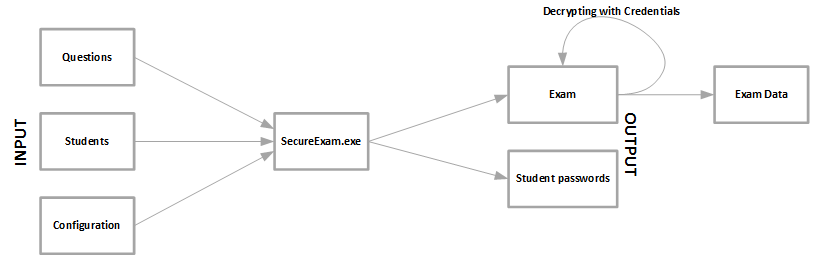 Decrypting with Credentials
INPUT
Questions
Students
Configuration
SecureExam.exe
Exam
Student passwords
OUTPUT
Exam Data